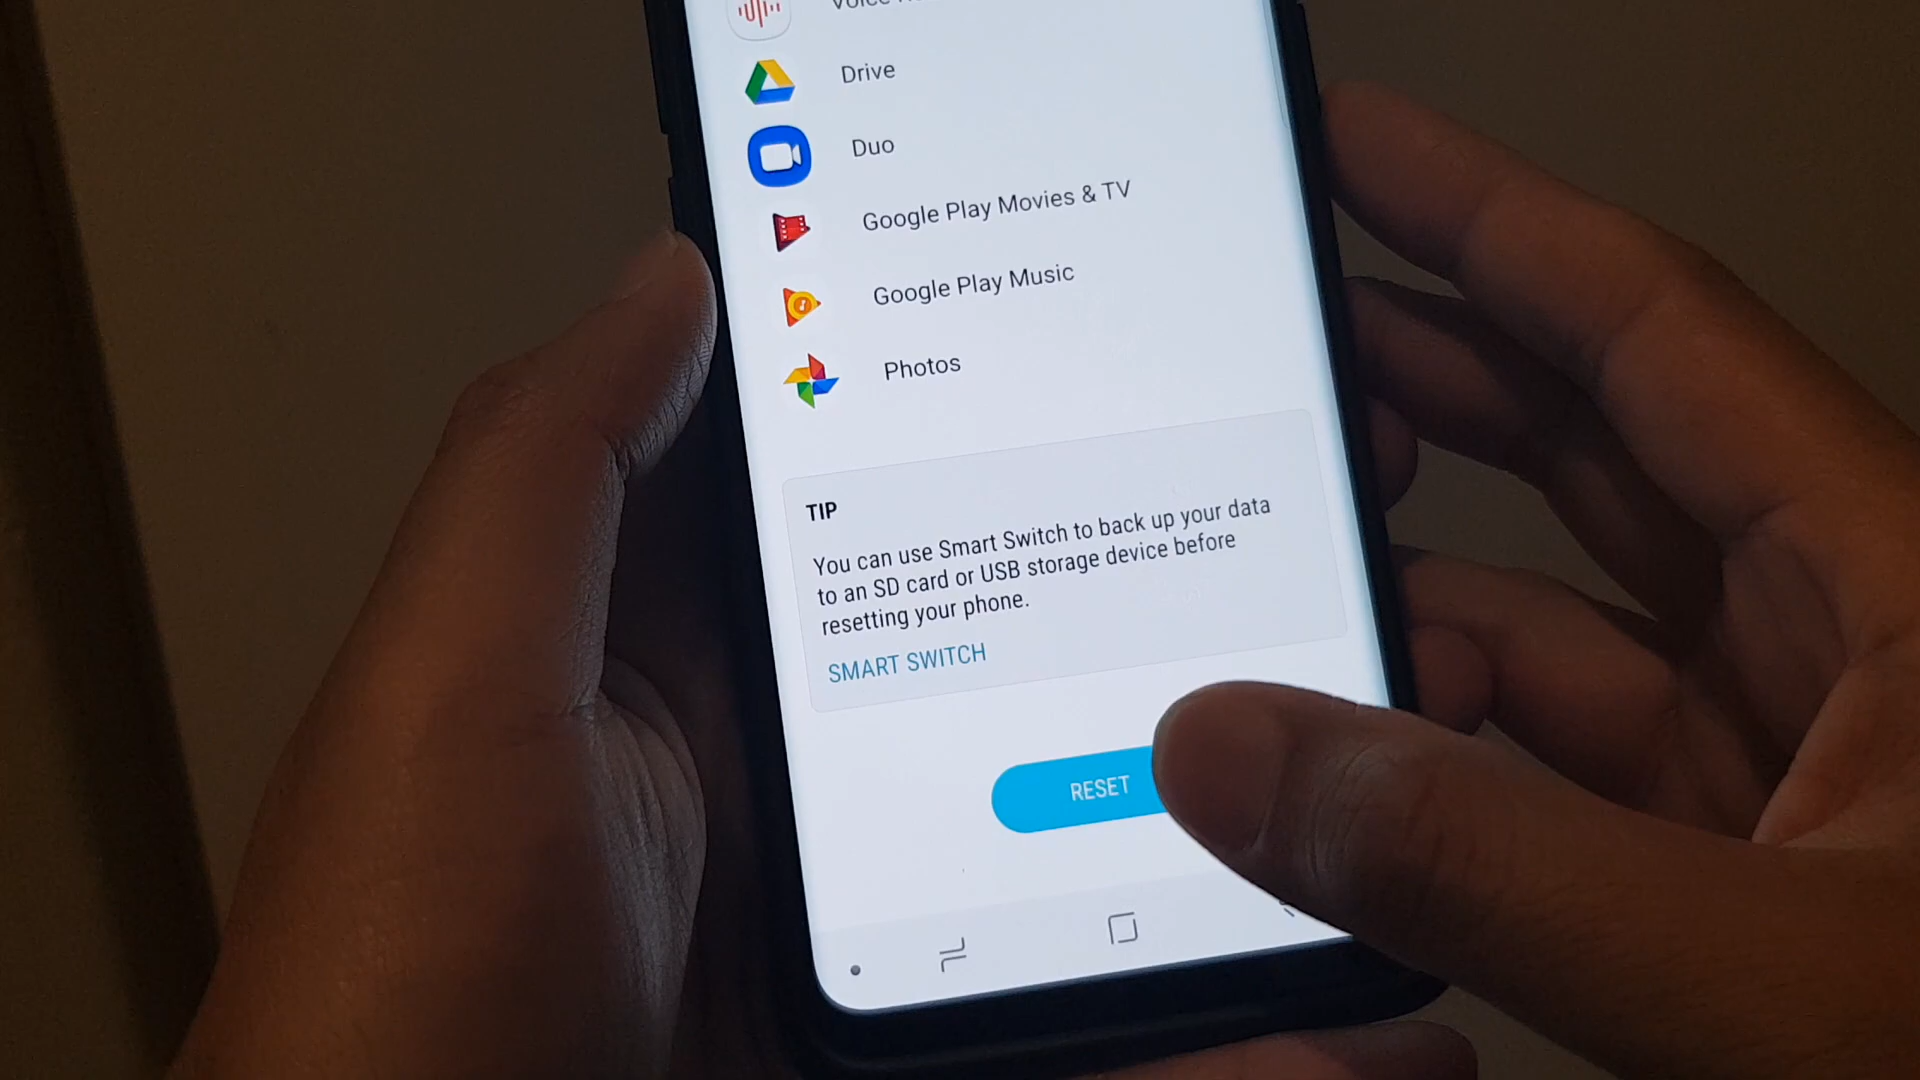 Drive
Duo
Google Play Movies & TV
Google Play Music
Photos
TIP
You can use Smart Switch to back up your data
to an SD card or USB storage device before
resetting your phone.
SMART SWITCH
RESET